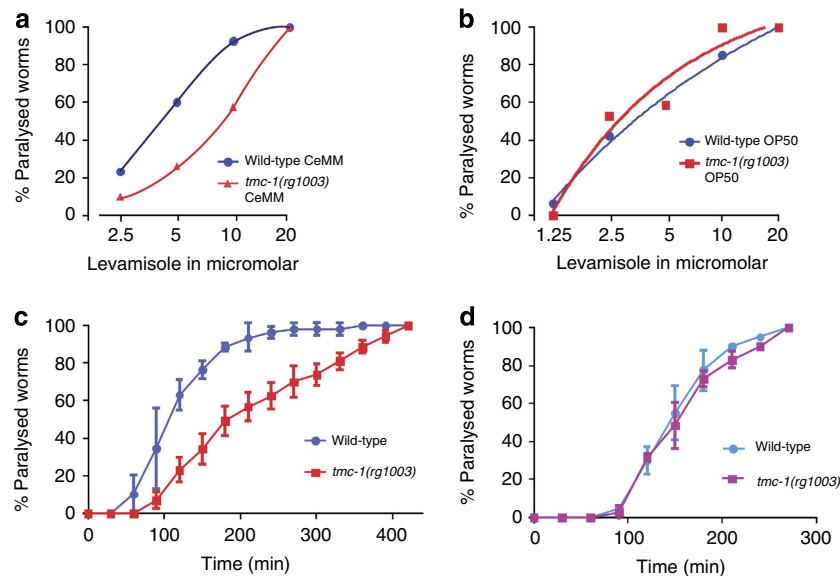 a
% Paralysed worms
100
80
60
40
20
0
2.5 5 10 20
Levamisole in micromolar
Wild-type CeMM
tmc-1(rg1003)
CeMM
b
% Paralysed worms
100
80
60
40
20
0
1.25 2.5 5 10 20
Levamisole in micromolar
Wild-type OP50
tmc-1(rg1003)
OP50
c
% Paralysed worms
100
80
60
40
20
0
0 100 200 300 400
Time (min)
Wild-type
tmc-1(rg1003)
d
% Paralysed worms
100
80
60
40
20
0
0 100 200 300
Time (min)
Wild-type
tmc-1(rg1003)